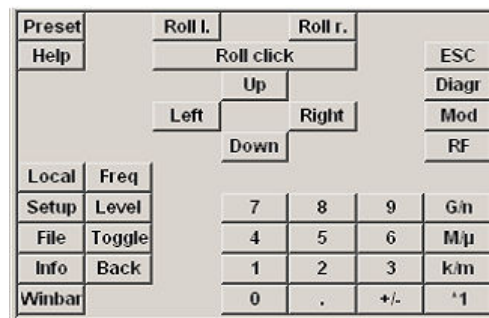 Preset Roll l. Roll r.
Help Roll click ESC
Up Diagr
Left Right Mod
Down RF
Local Freq
Setup Level 7 8 9 G/n
File Toggle 4 5 6 M/μ
Info Back 1 2 3 k/m
Winbar 0 . +/- *1